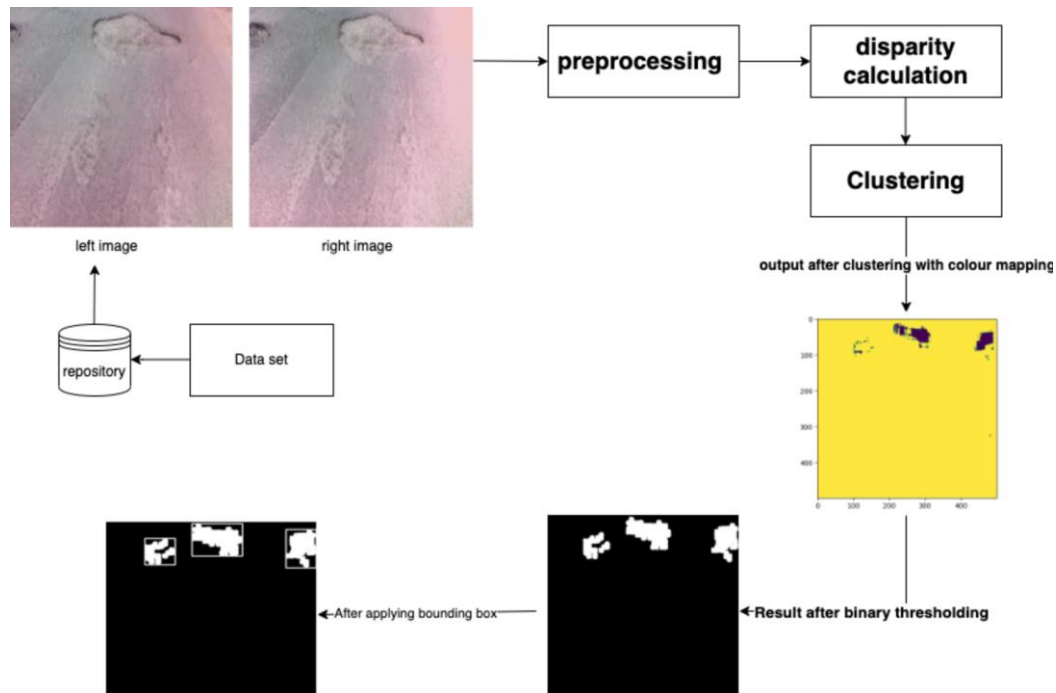 preprocessing
disparity
calculation
Clustering
left image
right image
output after clustering with colour mapping
repository
Data set
0
100
200
300
400
0 100 200 300 400
After applying bounding box
Result after binary thresholding